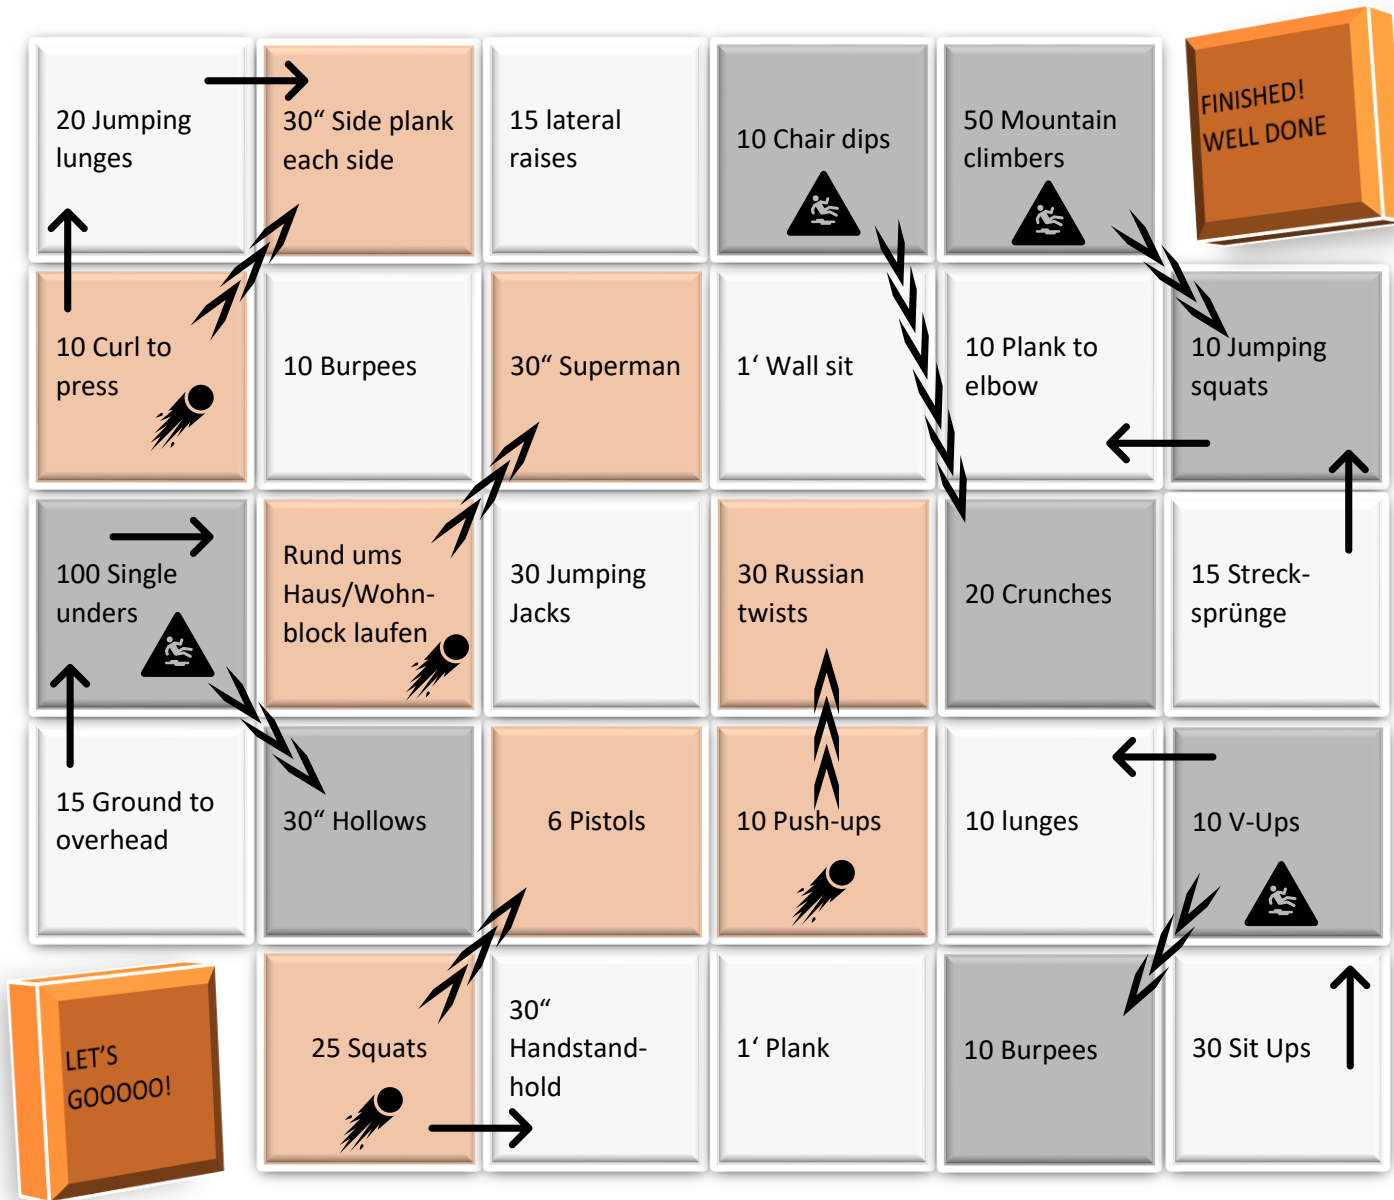 20 Jumping
lunges
30“ Side plank
each side
15 lateral
raises
10 Chair dips
50 Mountain
climbers
FINISHED!
WELL DONE
10 Curl to
press
10 Burpees
30“ Superman
1‘ Wall sit
10 Plank to
elbow
10 Jumping
squats
100 Single
unders
Rund ums
Haus/Wohn-
block laufen
30 Jumping
Jacks
30 Russian
twists
20 Crunches
15 Streck-
sprünge
15 Ground to
overhead
30“ Hollows
6 Pistols
10 Push-ups
10 lunges
10 V-Ups
LET'S
GOOOOO!
25 Squats
30“
Handstand-
hold
1‘ Plank
10 Burpees
30 Sit Ups